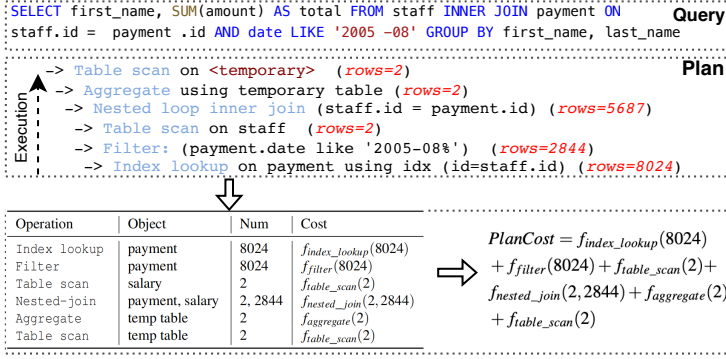 SELECT first_name, SUM(amount) AS total FROM staff INNER JOIN payment ON
Query
staff.id = payment .id AND date LIKE '2005 -08' GROUP BY first_name, last_name
Plan
Execution
-> Table scan on <temporary> (rows=2)
-> Aggregate using temporary table (rows=2)
-> Nested loop inner join (staff.id = payment.id) (rows=5687)
-> Table scan on staff (rows=2)
-> Filter: (payment.date like '2005-08%') (rows=2844)
-> Index lookup on payment using idx (id=staff.id) (rows=8024)
Operation Object Num Cost
Index lookup payment 8024 f_index_lookup(8024)
Filter payment 8024 f_filter(8024)
Table scan salary 2 f_table_scan(2)
Nested-join payment, salary 2, 2844 f_nested_join(2,2844)
Aggregate temp table 2 f_aggregate(2)
Table scan temp table 2 f_table_scan(2)
PlanCost = f_index_lookup(8024)
+ f_filter(8024) + f_table_scan(2)+
f_nested_join(2,2844) + f_aggregate(2)
+ f_table_scan(2)